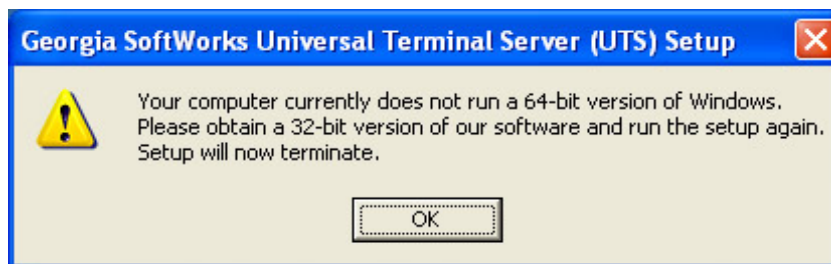 Georgia SoftWorks Universal Terminal Server (UTS) Setup
Your computer currently does not run a 64-bit version of Windows.
Please obtain a 32-bit version of our software and run the setup again.
Setup will now terminate.
OK